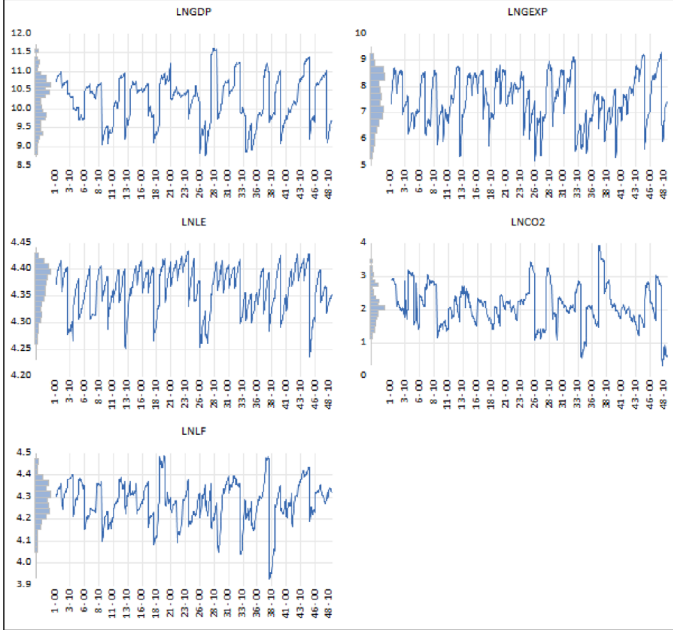 LNGDP
12.0
11.5
11.0
10.5
10.0
9.5
9.0
8.5
1 - 00
3 - 10
6 - 00
8 - 10
11 - 00
13 - 10
16 - 00
18 - 10
21 - 00
23 - 10
26 - 00
28 - 10
31 - 00
33 - 10
36 - 00
38 - 10
41 - 00
43 - 10
46 - 00
48 - 10
LNGEXP
10
9
8
7
6
5
1 - 00
3 - 10
6 - 00
8 - 10
11 - 00
13 - 10
16 - 00
18 - 10
21 - 00
23 - 10
26 - 00
28 - 10
31 - 00
33 - 10
36 - 00
38 - 10
41 - 00
43 - 10
46 - 00
48 - 10
LNLE
4.45
4.40
4.35
4.30
4.25
4.20
1 - 00
3 - 10
6 - 00
8 - 10
11 - 00
13 - 10
16 - 00
18 - 10
21 - 00
23 - 10
26 - 00
28 - 10
31 - 00
33 - 10
36 - 00
38 - 10
41 - 00
43 - 10
46 - 00
48 - 10
LNCO2
4
3
2
1
0
1 - 00
3 - 10
6 - 00
8 - 10
11 - 00
13 - 10
16 - 00
18 - 10
21 - 00
23 - 10
26 - 00
28 - 10
31 - 00
33 - 10
36 - 00
38 - 10
41 - 00
43 - 10
46 - 00
48 - 10
LNLF
4.5
4.4
4.3
4.2
4.1
4.0
3.9
1 - 00
3 - 10
6 - 00
8 - 10
11 - 00
13 - 10
16 - 00
18 - 10
21 - 00
23 - 10
26 - 00
28 - 10
31 - 00
33 - 10
36 - 00
38 - 10
41 - 00
43 - 10
46 - 00
48 - 10